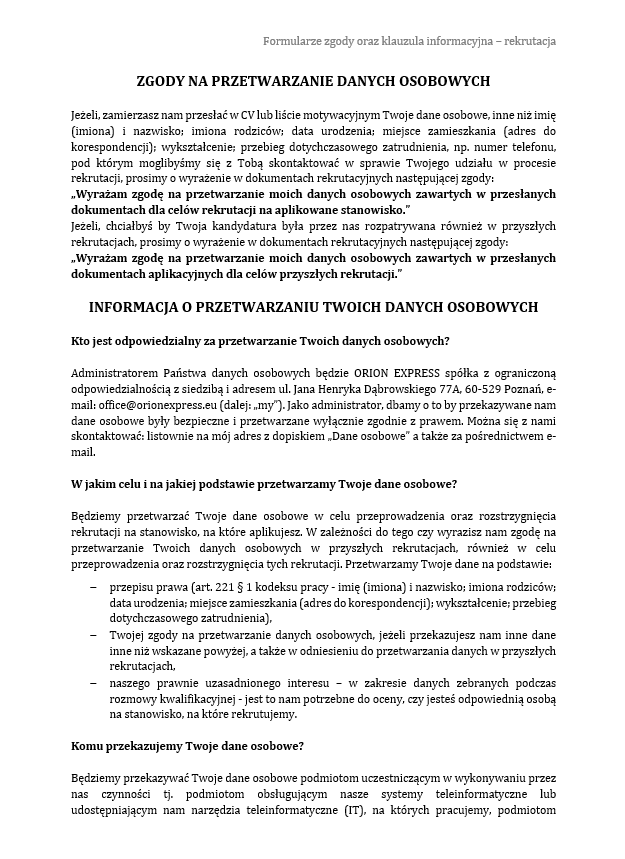 Formularze zgody oraz klauzula informacyjna – rekrutacja
ZGODY NA PRZETWARZANIE DANYCH OSOBOWYCH
Jeżeli, zamierzasz nam przesłać w CV lub liście motywacyjnym Twoje dane osobowe, inne niż imię
(imiona) i nazwisko; imiona rodziców; data urodzenia; miejsce zamieszkania (adres do
korespondencji); wykształcenie; przebieg dotychczasowego zatrudnienia, np. numer telefonu,
pod którym moglibyśmy się z Tobą skontaktować w sprawie Twojego udziału w procesie
rekrutacji, prosimy o wyrażenie w dokumentach rekrutacyjnych następującej zgody:
„Wyrażam zgodę na przetwarzanie moich danych osobowych zawartych w przesłanych
dokumentach dla celów rekrutacji na aplikowane stanowisko.”
Jeżeli, chciałbyś by Twoja kandydatura była przez nas rozpatrywana również w przyszłych
rekrutacjach, prosimy o wyrażenie w dokumentach rekrutacyjnych następującej zgody:
„Wyrażam zgodę na przetwarzanie moich danych osobowych zawartych w przesłanych
dokumentach aplikacyjnych dla celów przyszłych rekrutacji.”
INFORMACJA O PRZETWARZANIU TWOICH DANYCH OSOBOWYCH
Kto jest odpowiedzialny za przetwarzanie Twoich danych osobowych?
Administratorem Państwa danych osobowych będzie ORION EXPRESS spółka z ograniczoną
odpowiedzialnością z siedzibą i adresem ul. Jana Henryka Dąbrowskiego 77A, 60-529 Poznań, e-
mail: office@orionexpress.eu (dalej: „my”). Jako administrator, dbamy o to by przekazywane nam
dane osobowe były bezpieczne i przetwarzane wyłącznie zgodnie z prawem. Można się z nami
skontaktować: listownie na mój adres z dopiskiem „Dane osobowe” a także za pośrednictwem e-
mail.
W jakim celu i na jakiej podstawie przetwarzamy Twoje dane osobowe?
Będziemy przetwarzać Twoje dane osobowe w celu przeprowadzenia oraz rozstrzygnięcia
rekrutacji na stanowisko, na które aplikujesz. W zależności do tego czy wyrazisz nam zgodę na
przetwarzanie Twoich danych osobowych w przyszłych rekrutacjach, również w celu
przeprowadzenia oraz rozstrzygnięcia tych rekrutacji. Przetwarzamy Twoje dane na podstawie:
– przepisu prawa (art. 221 § 1 kodeksu pracy - imię (imiona) i nazwisko; imiona rodziców;
data urodzenia; miejsce zamieszkania (adres do korespondencji); wykształcenie; przebieg
dotychczasowego zatrudnienia),
– Twojej zgody na przetwarzanie danych osobowych, jeżeli przekazujesz nam inne dane
inne niż wskazane powyżej, a także w odniesieniu do przetwarzania danych w przyszłych
rekrutacjach,
– naszego prawnie uzasadnionego interesu – w zakresie danych zebranych podczas
rozmowy kwalifikacyjnej - jest to nam potrzebne do oceny, czy jesteś odpowiednią osobą
na stanowisko, na które rekrutujemy.
Komu przekazujemy Twoje dane osobowe?
Będziemy przekazywać Twoje dane osobowe podmiotom uczestniczącym w wykonywaniu przez
nas czynności tj. podmiotom obsługującym nasze systemy teleinformatyczne lub
udostępniającym nam narzędzia teleinformatyczne (IT), na których pracujemy, podmiotom